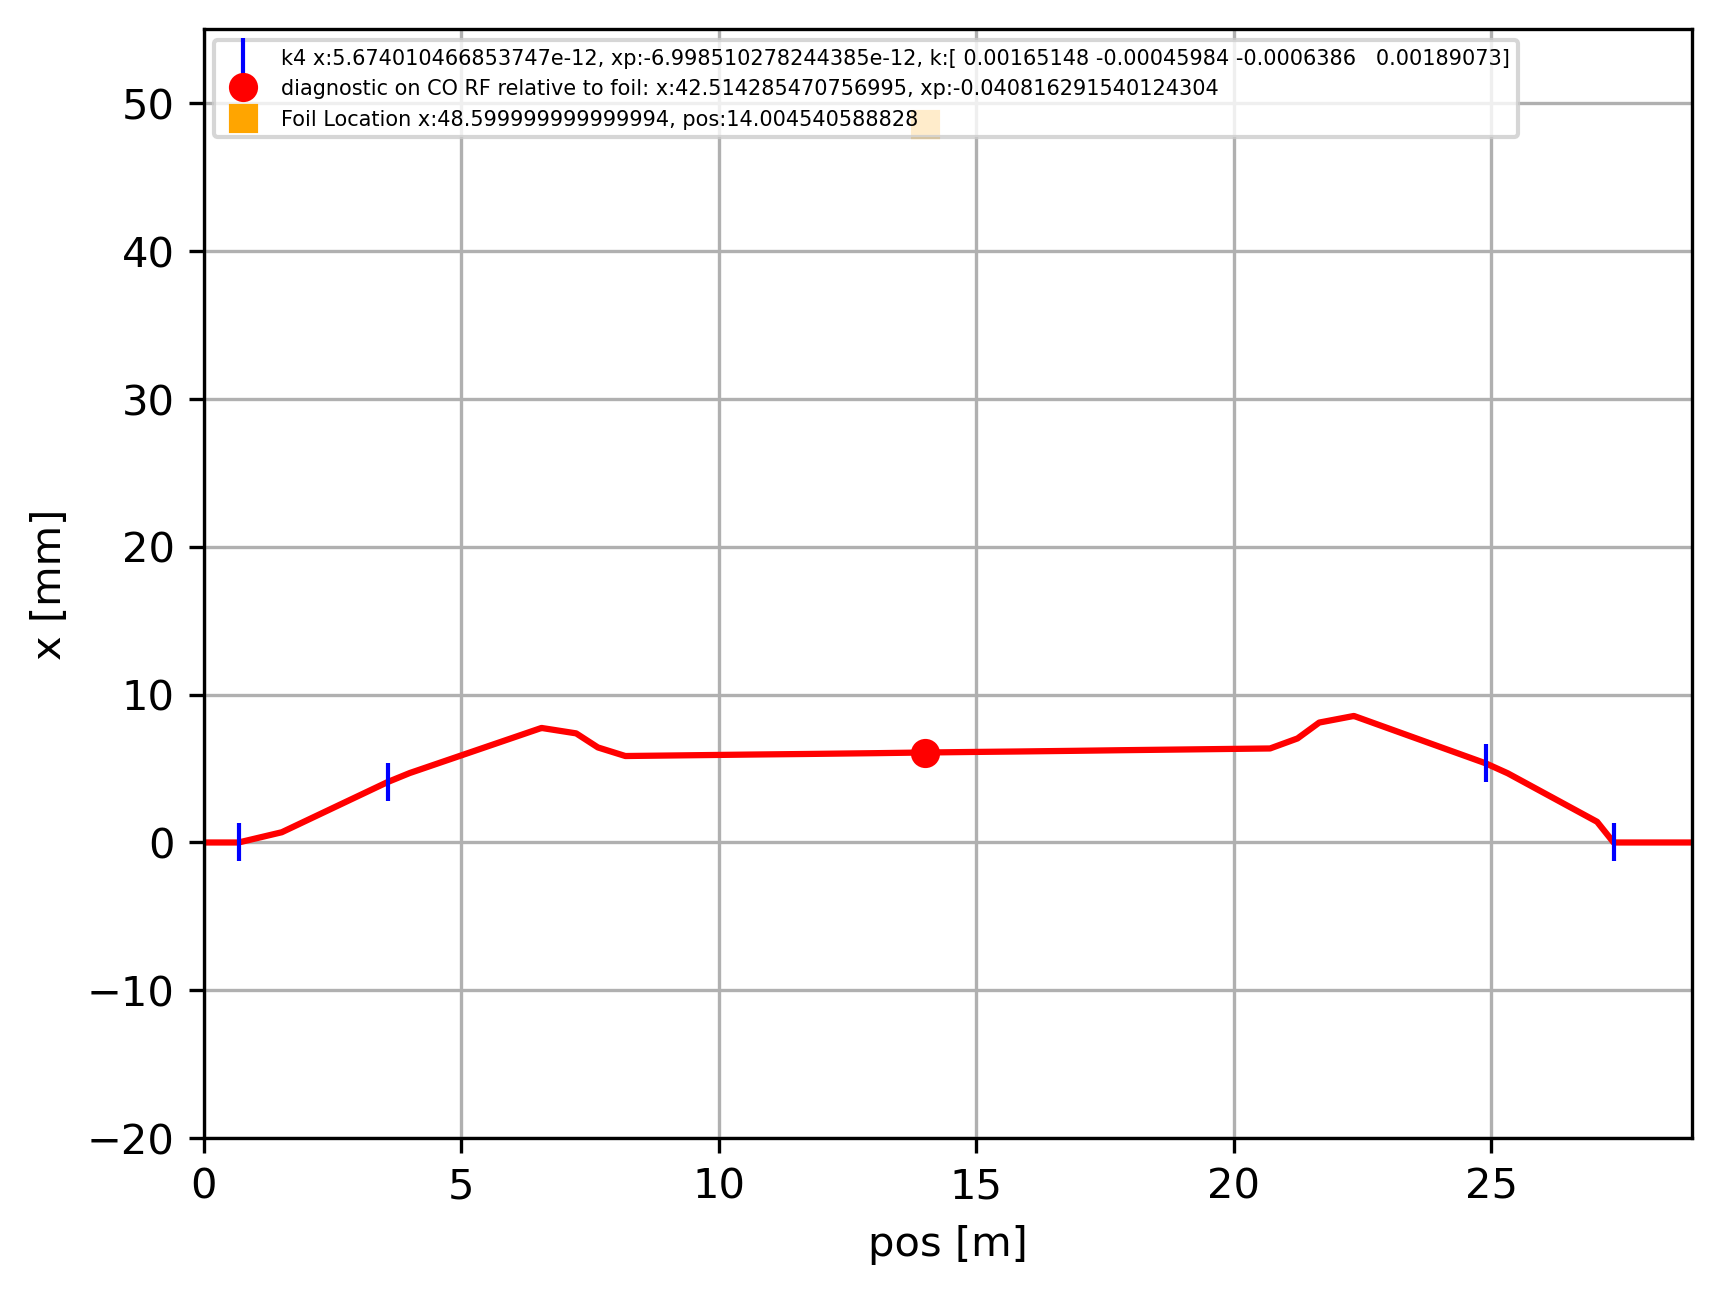 k4 x:5.674010466853747e-12, xp:-6.998510278244385e-12, k:[ 0.00165148 -0.00045984 -0.0006386   0.00189073]
diagnostic on CO RF relative to foil: x:42.514285470756995, xp:-0.040816291540124304
Foil Location x:48.599999999999994, pos:14.004540588828
50
40
30
20
10
0
−10
−20
x [mm]
0 5 10 15 20 25
pos [m]